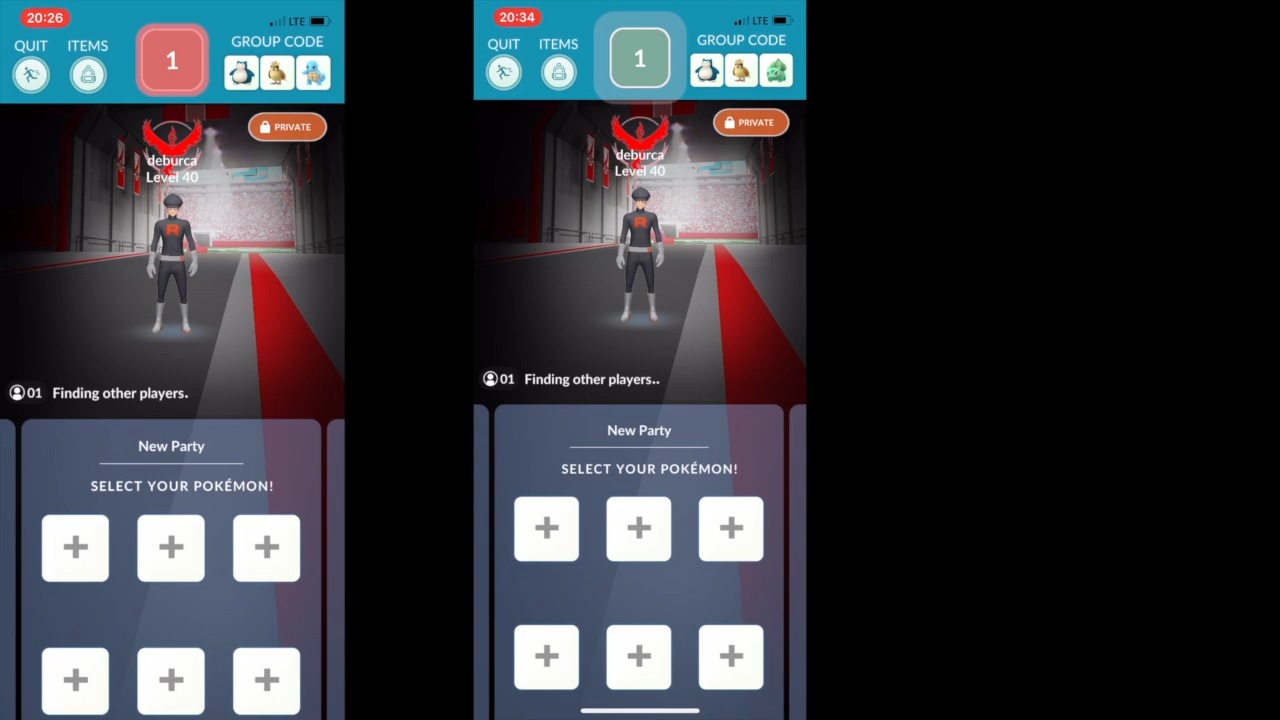 20:26
LTE
QUIT
ITEMS
1
GROUP CODE
PRIVATE
deburca
Level 40
R
01 Finding other players.
New Party
SELECT YOUR POKÉMON!
20:34
LTE
QUIT
ITEMS
1
GROUP CODE
PRIVATE
deburca
Level 40
R
01 Finding other players..
New Party
SELECT YOUR POKÉMON!